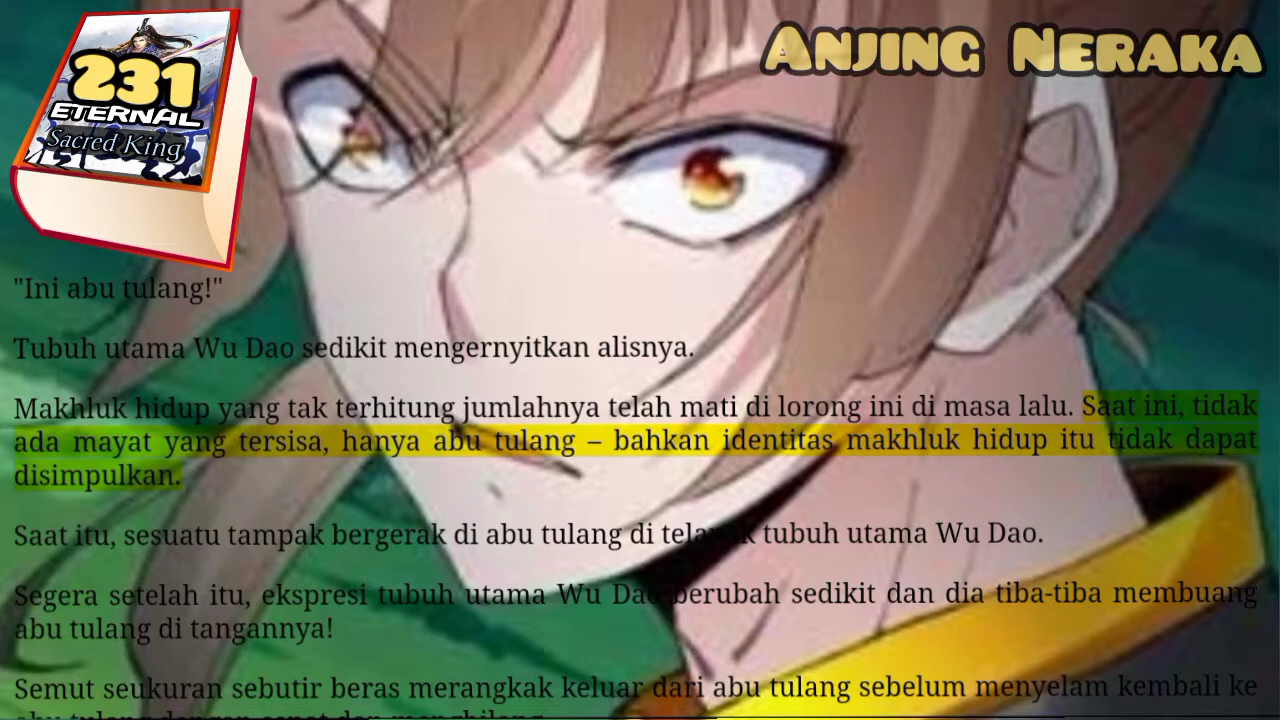 Anjing Neraka
231
ETERNAL
Sacred King
"Ini abu tulang!"
Tubuh utama Wu Dao sedikit mengernyitkan alisnya.
Makhluk hidup yang tak terhitung jumlahnya telah mati di lorong ini di masa lalu. Saat ini, tidak
ada mayat yang tersisa, hanya abu tulang – bahkan identitas makhluk hidup itu tidak dapat
disimpulkan.
Saat itu, sesuatu tampak bergerak di abu tulang di telapak tubuh utama Wu Dao.
Segera setelah itu, ekspresi tubuh utama Wu Dao berubah sedikit dan dia tiba-tiba membuang
abu tulang di tangannya!
Semut seukuran sebutir beras merangkak keluar dari abu tulang sebelum menyelam kembali ke